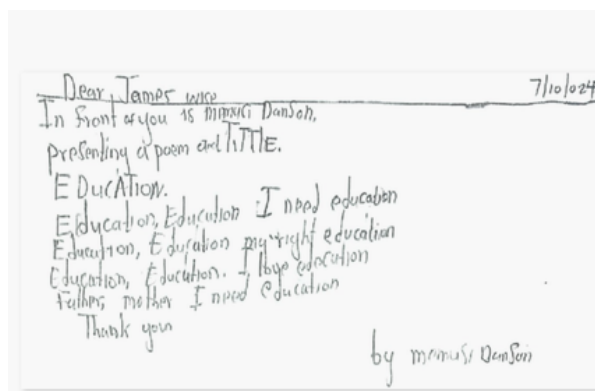 Dear, James wise 7/10/024
In front of you is mimusi Danson,
presenting a poem and TITTLE.
EDUCATION.
Education, Education I need education
Education, Education my right education
Education, Education. I love education
Father, mother I need education
Thank you
by mamusi Danson